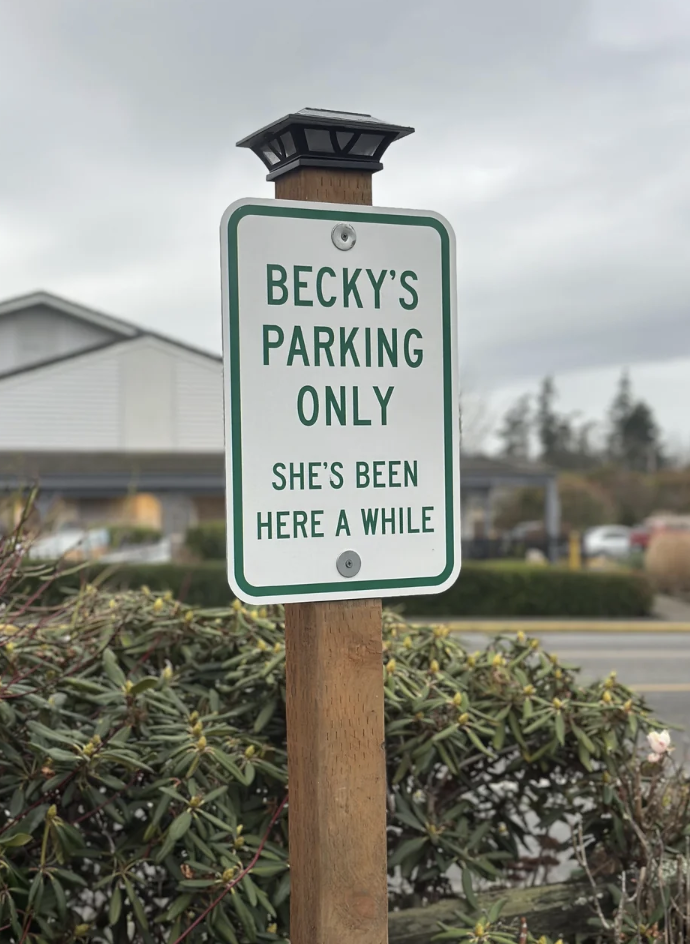 BECKY'S
PARKING
ONLY
SHE'S BEEN
HERE A WHILE